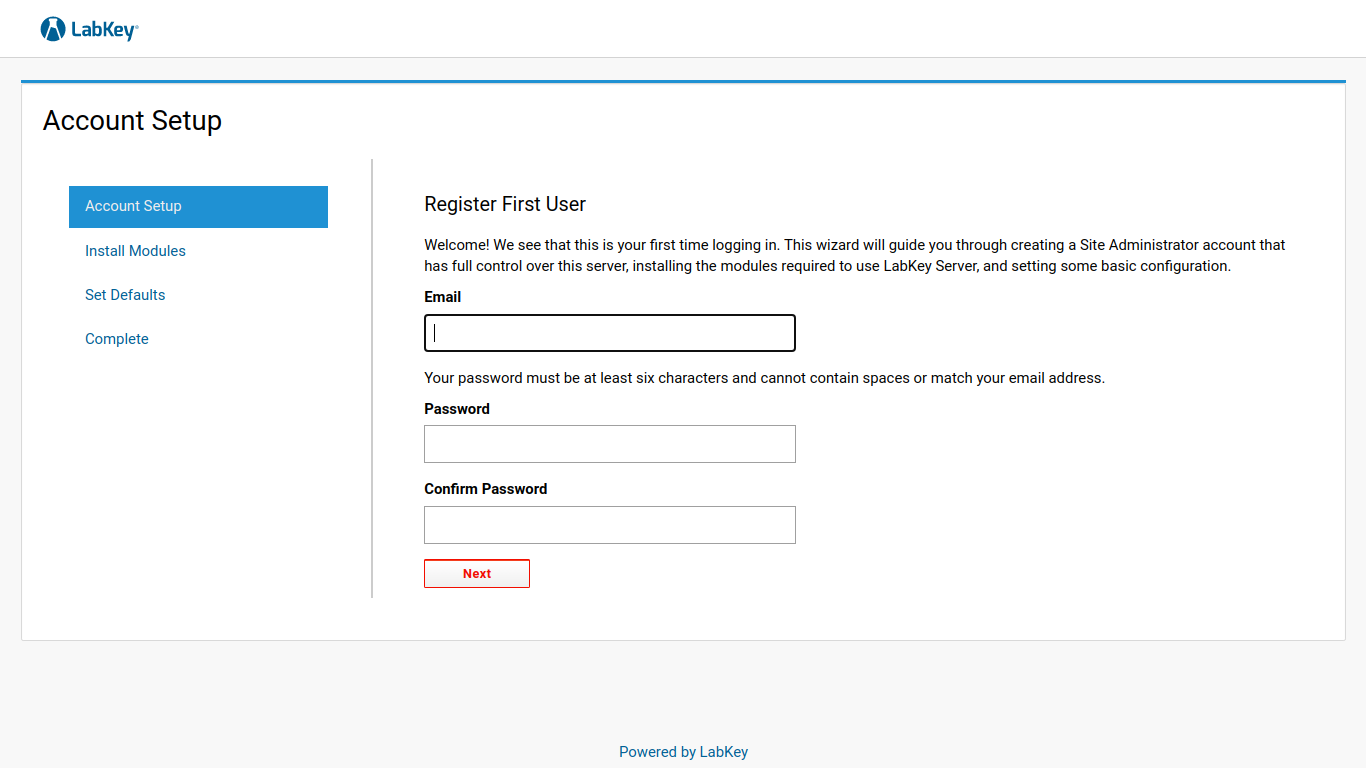 LabKey
Account Setup
Account Setup
Install Modules
Set Defaults
Complete
Register First User
Welcome! We see that this is your first time logging in. This wizard will guide you through creating a Site Administrator account that
has full control over this server, installing the modules required to use LabKey Server, and setting some basic configuration.
Email
Your password must be at least six characters and cannot contain spaces or match your email address.
Password
Confirm Password
Next
Powered by LabKey